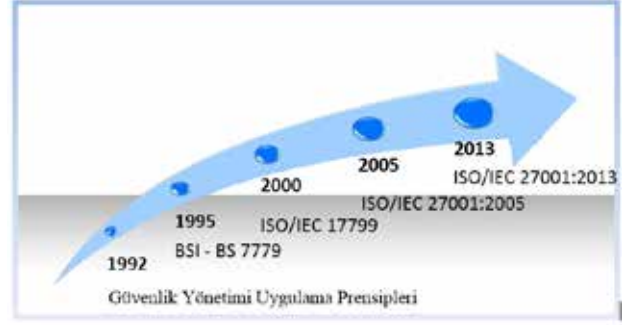 1992
Güvenlik Yönetimi Uygulama Prensipleri
1995
BSI - BS 7779
2000
ISO/IEC 17799
2005
ISO/IEC 27001:2005
2013
ISO/IEC 27001:2013